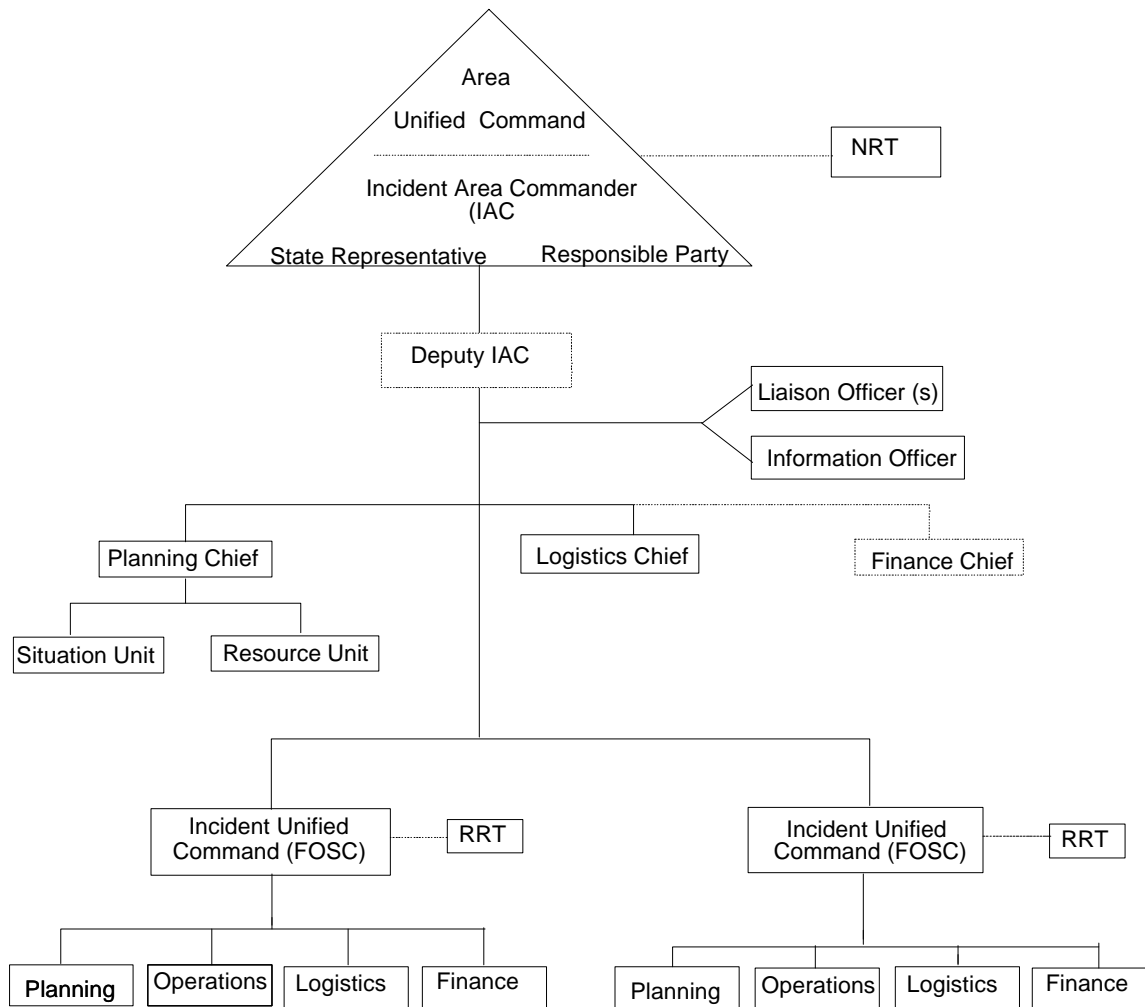 Area
Unified Command
NRT
Incident Area Commander
(IAC
State Representative
Responsible Party
Deputy IAC
Liaison Officer (s)
Information Officer
Planning Chief
Logistics Chief
Finance Chief
Situation Unit
Resource Unit
Incident Unified
Command (FOSC)
RRT
Incident Unified
Command (FOSC)
RRT
Planning
Operations
Logistics
Finance
Planning
Operations
Logistics
Finance